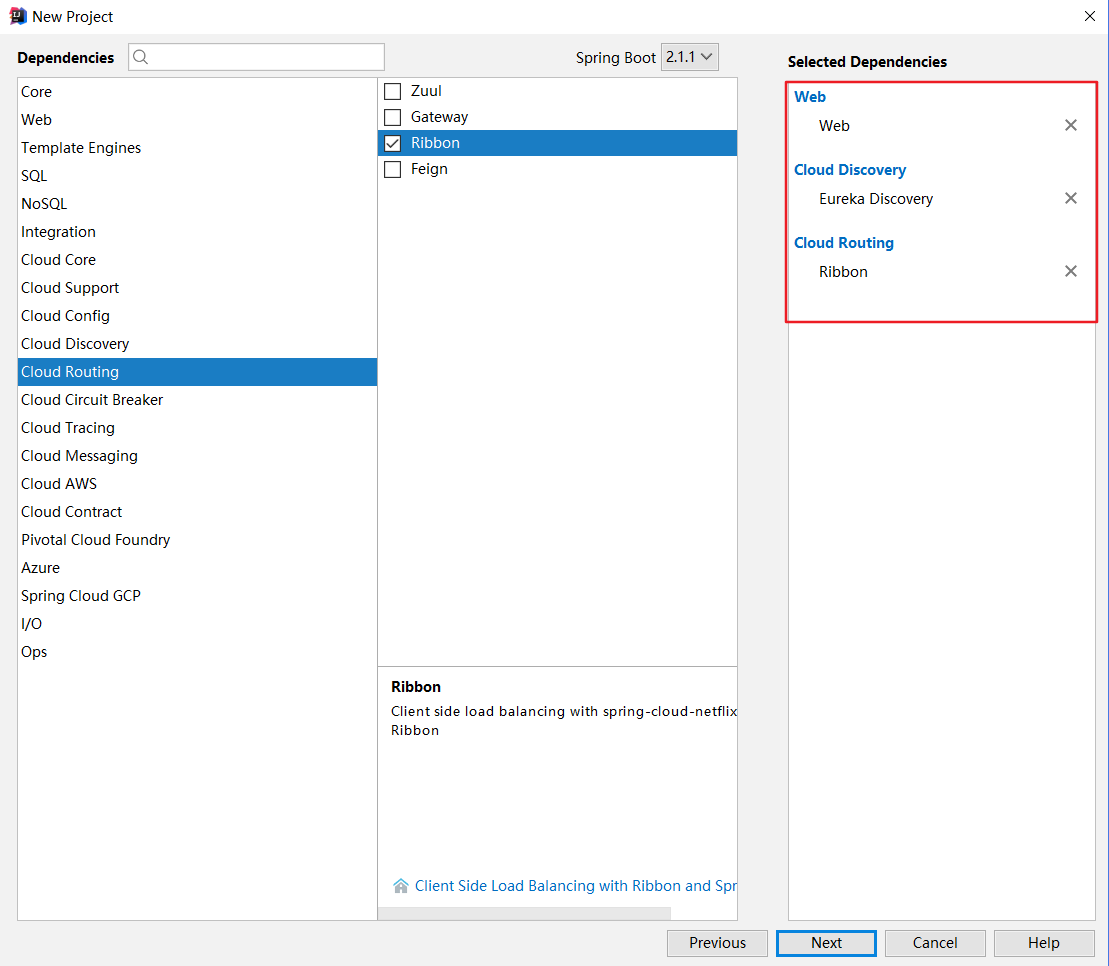 New Project
Dependencies
Spring Boot 2.1.1
Selected Dependencies
Core
Web
Template Engines
SQL
NoSQL
Integration
Cloud Core
Cloud Support
Cloud Config
Cloud Discovery
Cloud Routing
Cloud Circuit Breaker
Cloud Tracing
Cloud Messaging
Cloud AWS
Cloud Contract
Pivotal Cloud Foundry
Azure
Spring Cloud GCP
I/O
Ops
Zuul
Gateway
Ribbon
Feign
Ribbon
Client side load balancing with spring-cloud-netflix
Ribbon
Client Side Load Balancing with Ribbon and Spr
Web
Web
Cloud Discovery
Eureka Discovery
Cloud Routing
Ribbon
Previous
Next
Cancel
Help